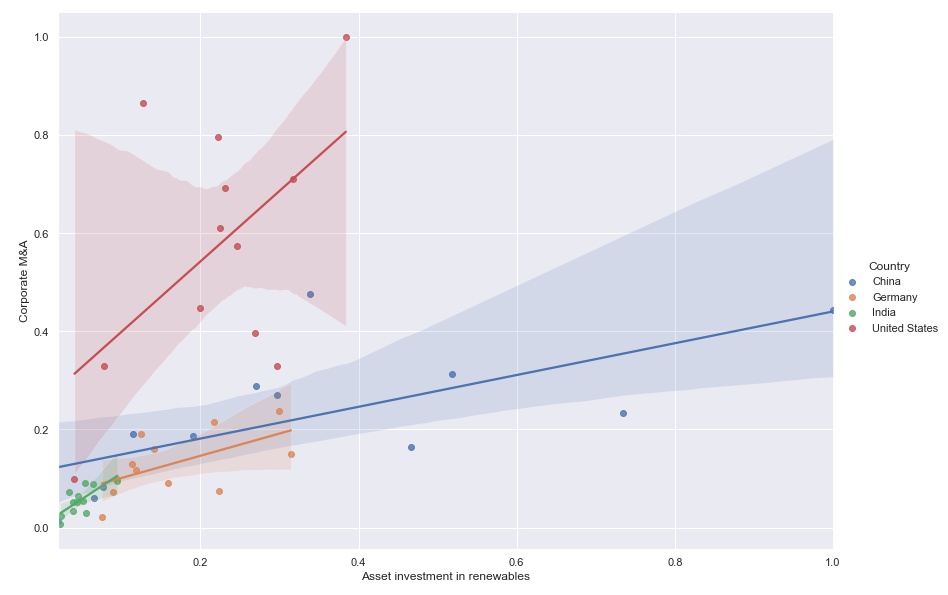 1.0
0.8
0.6
0.4
0.2
0.0
Corporate M&A
0.2
0.4
0.6
0.8
1.0
Asset investment in renewables
Country
China
Germany
India
United States